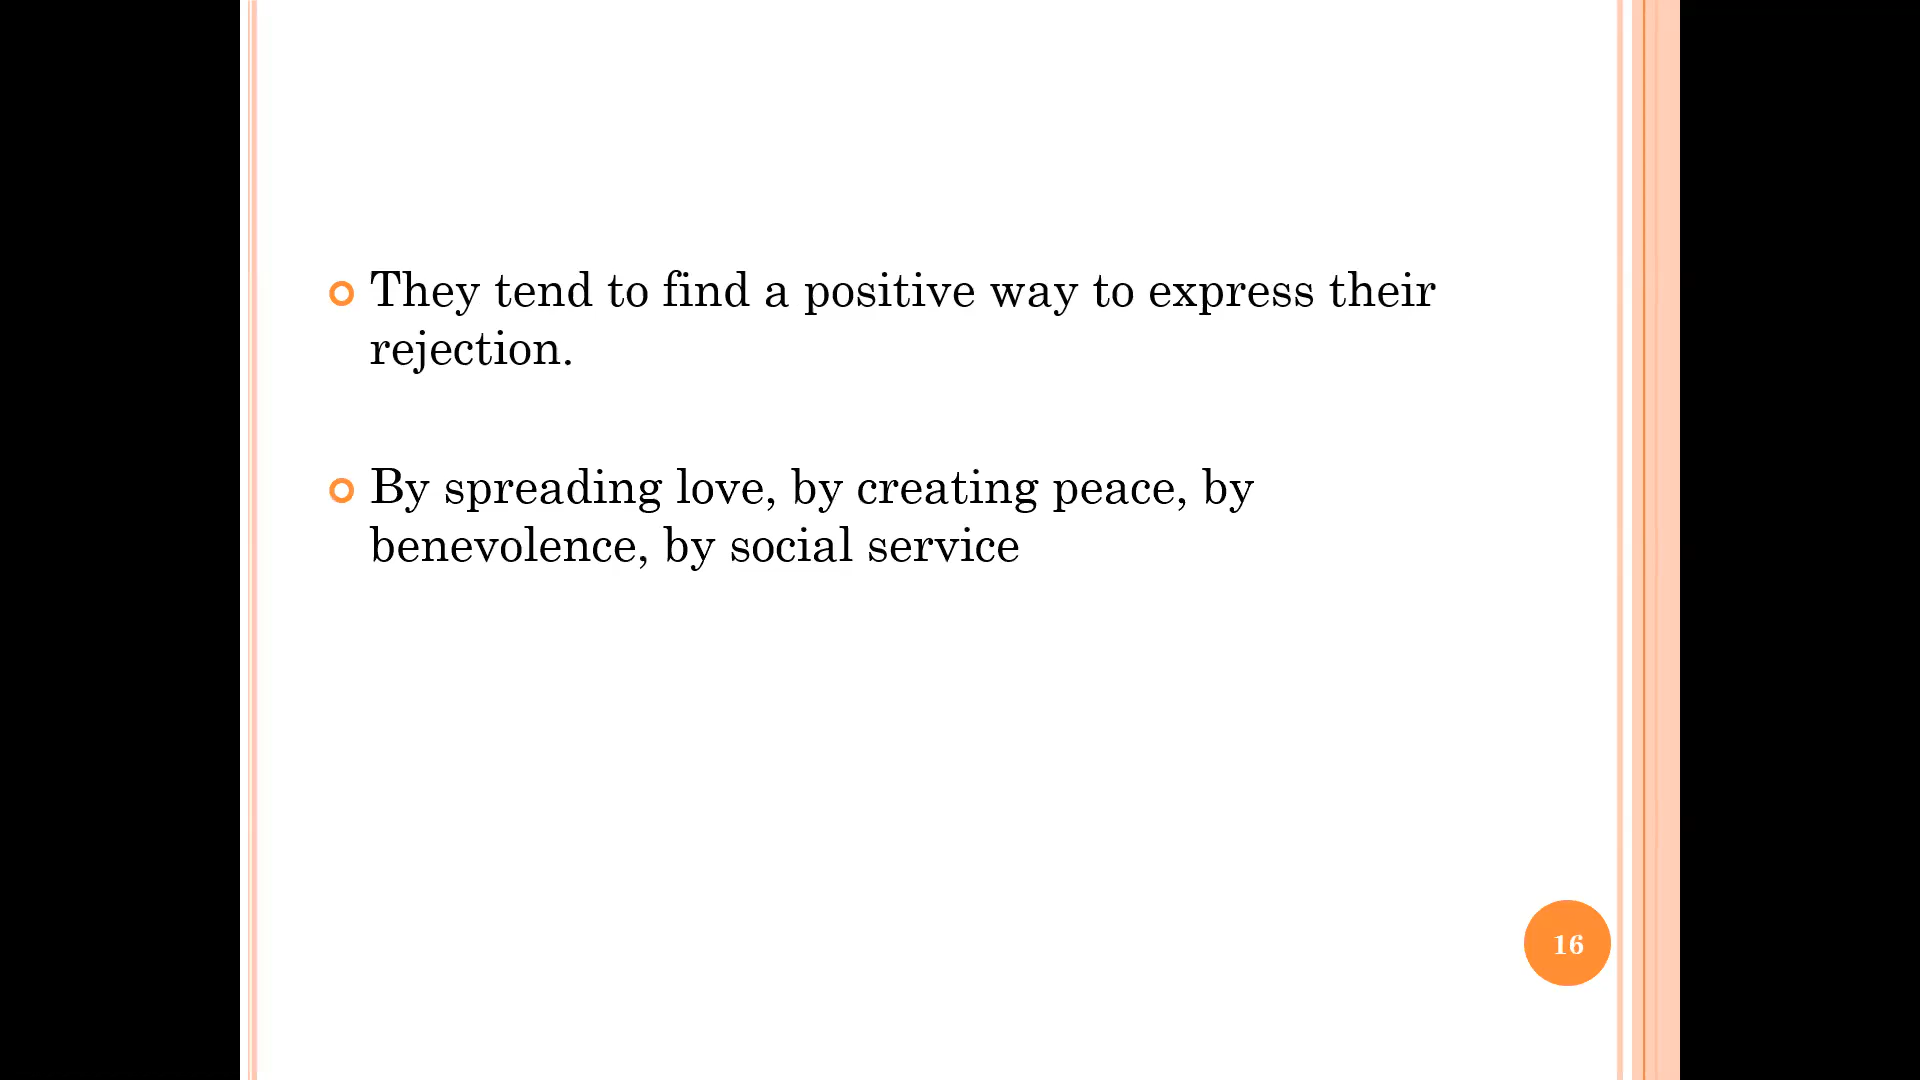 They tend to find a positive way to express their
rejection.
By spreading love, by creating peace, by
benevolence, by social service
16